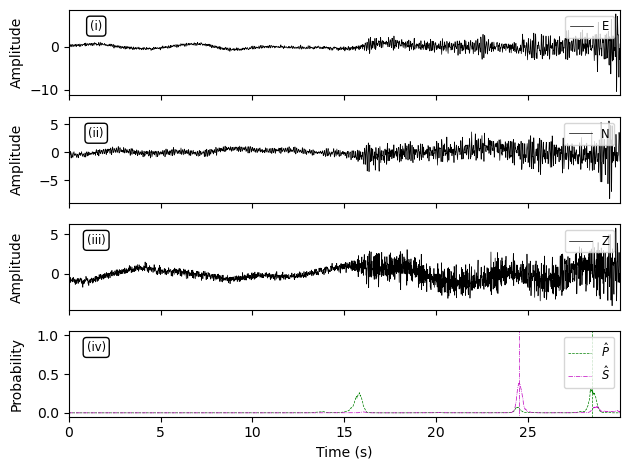 (i)
E
Amplitude
0
−10
(ii)
N
Amplitude
5
0
−5
(iii)
Z
Amplitude
5
0
(iv)
P̂
Ŝ
Probability
1.0
0.5
0.0
0 5 10 15 20 25
Time (s)